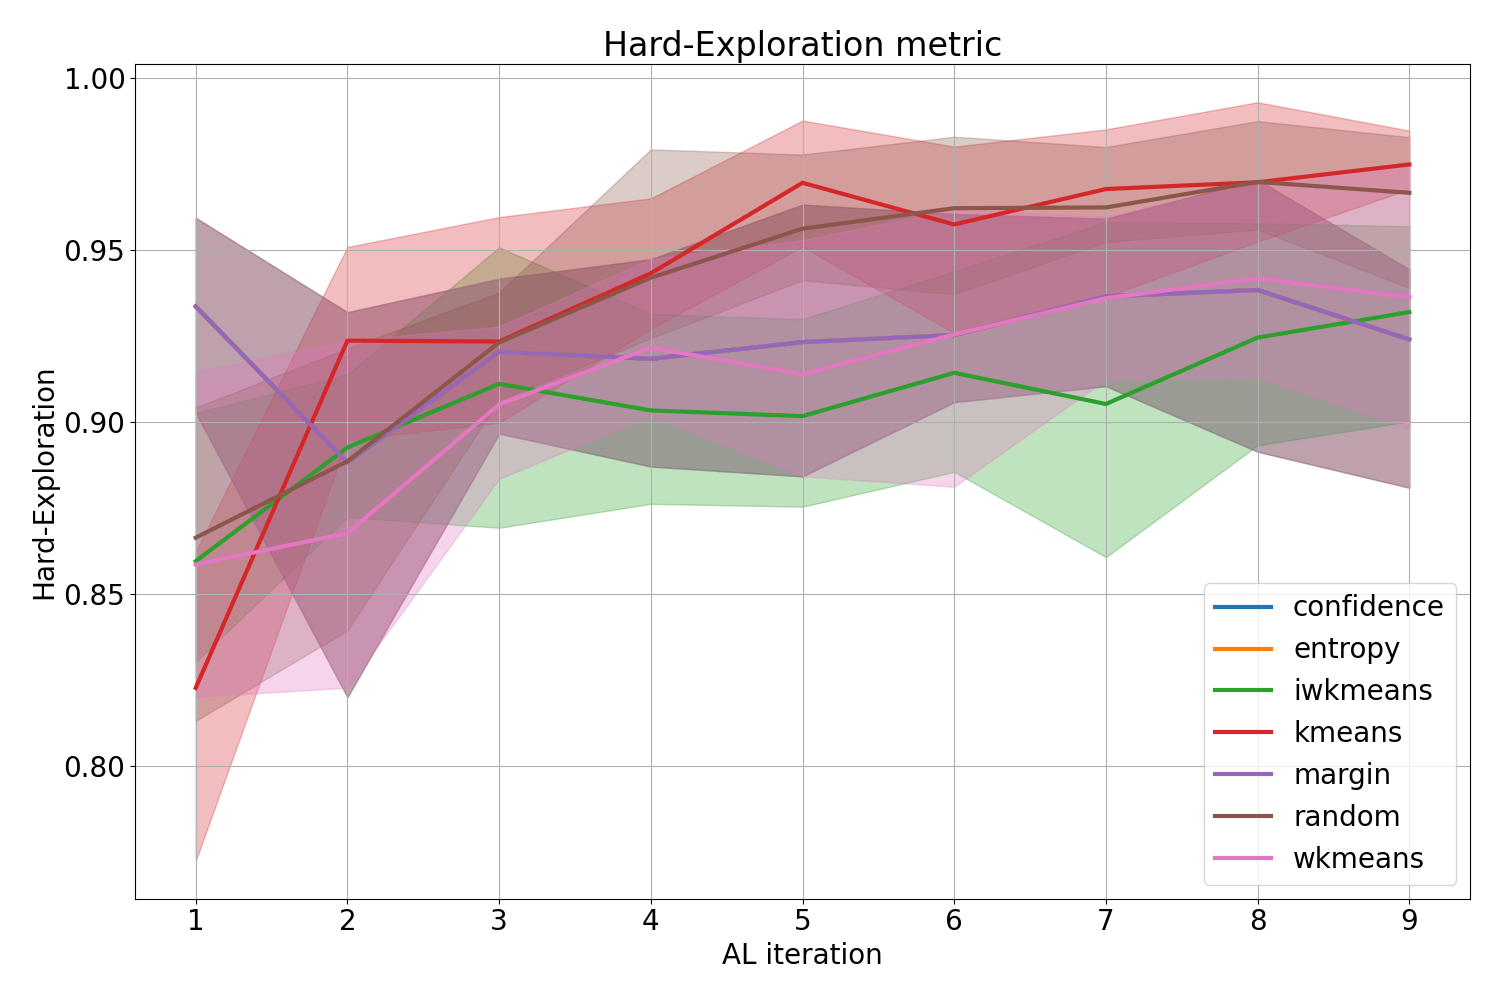 Hard-Exploration metric
Hard-Exploration
1.00
0.95
0.90
0.85
0.80
1 2 3 4 5 6 7 8 9
AL iteration
confidence
entropy
iwkmeans
kmeans
margin
random
wkmeans